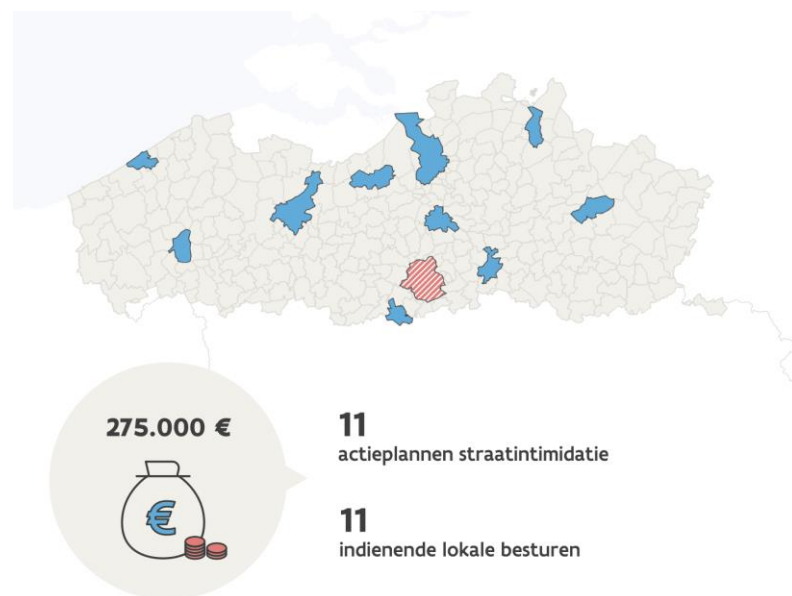 275.000 €
€
11
actieplannen straatintimidatie
11
indienende lokale besturen